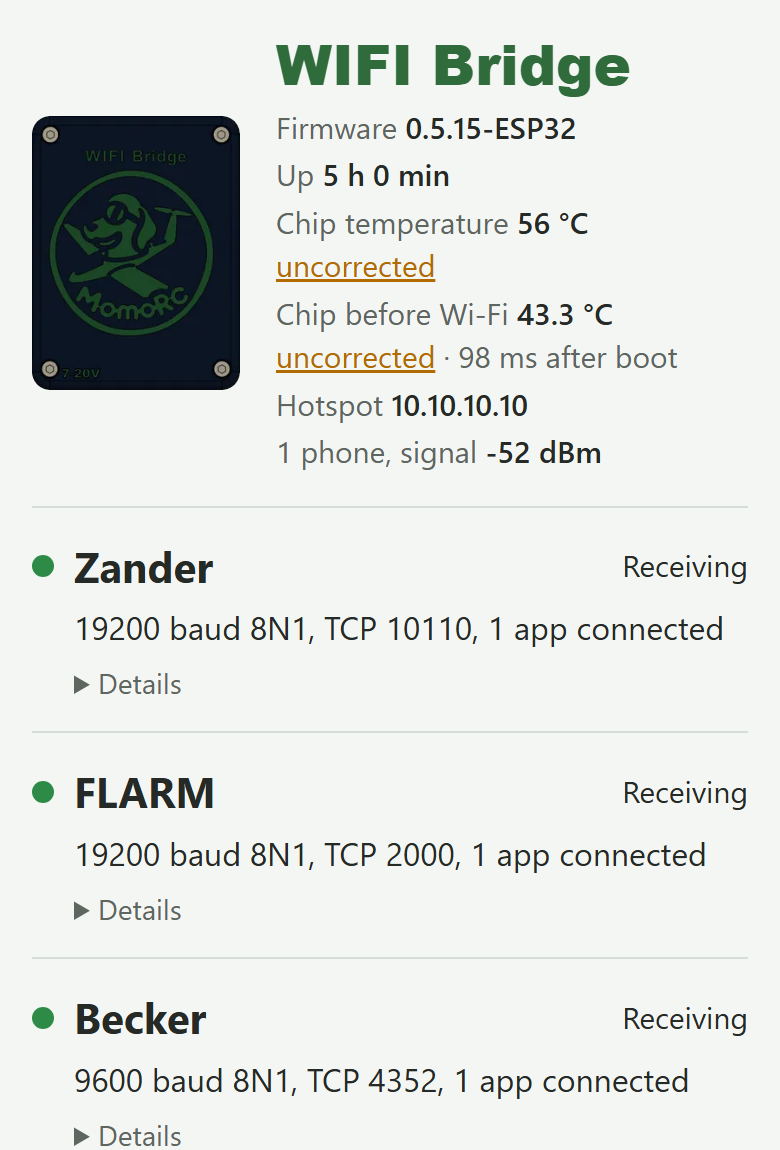 WIFI Bridge
Firmware 0.5.15-ESP32
Up 5 h 0 min
Chip temperature 56 °C
uncorrected
Chip before Wi-Fi 43.3 °C
uncorrected · 98 ms after boot
Hotspot 10.10.10.10
1 phone, signal -52 dBm
WIFI Bridge
MomoRC
7 20V
Zander
Receiving
19200 baud 8N1, TCP 10110, 1 app connected
Details
FLARM
Receiving
19200 baud 8N1, TCP 2000, 1 app connected
Details
Becker
Receiving
9600 baud 8N1, TCP 4352, 1 app connected
Details